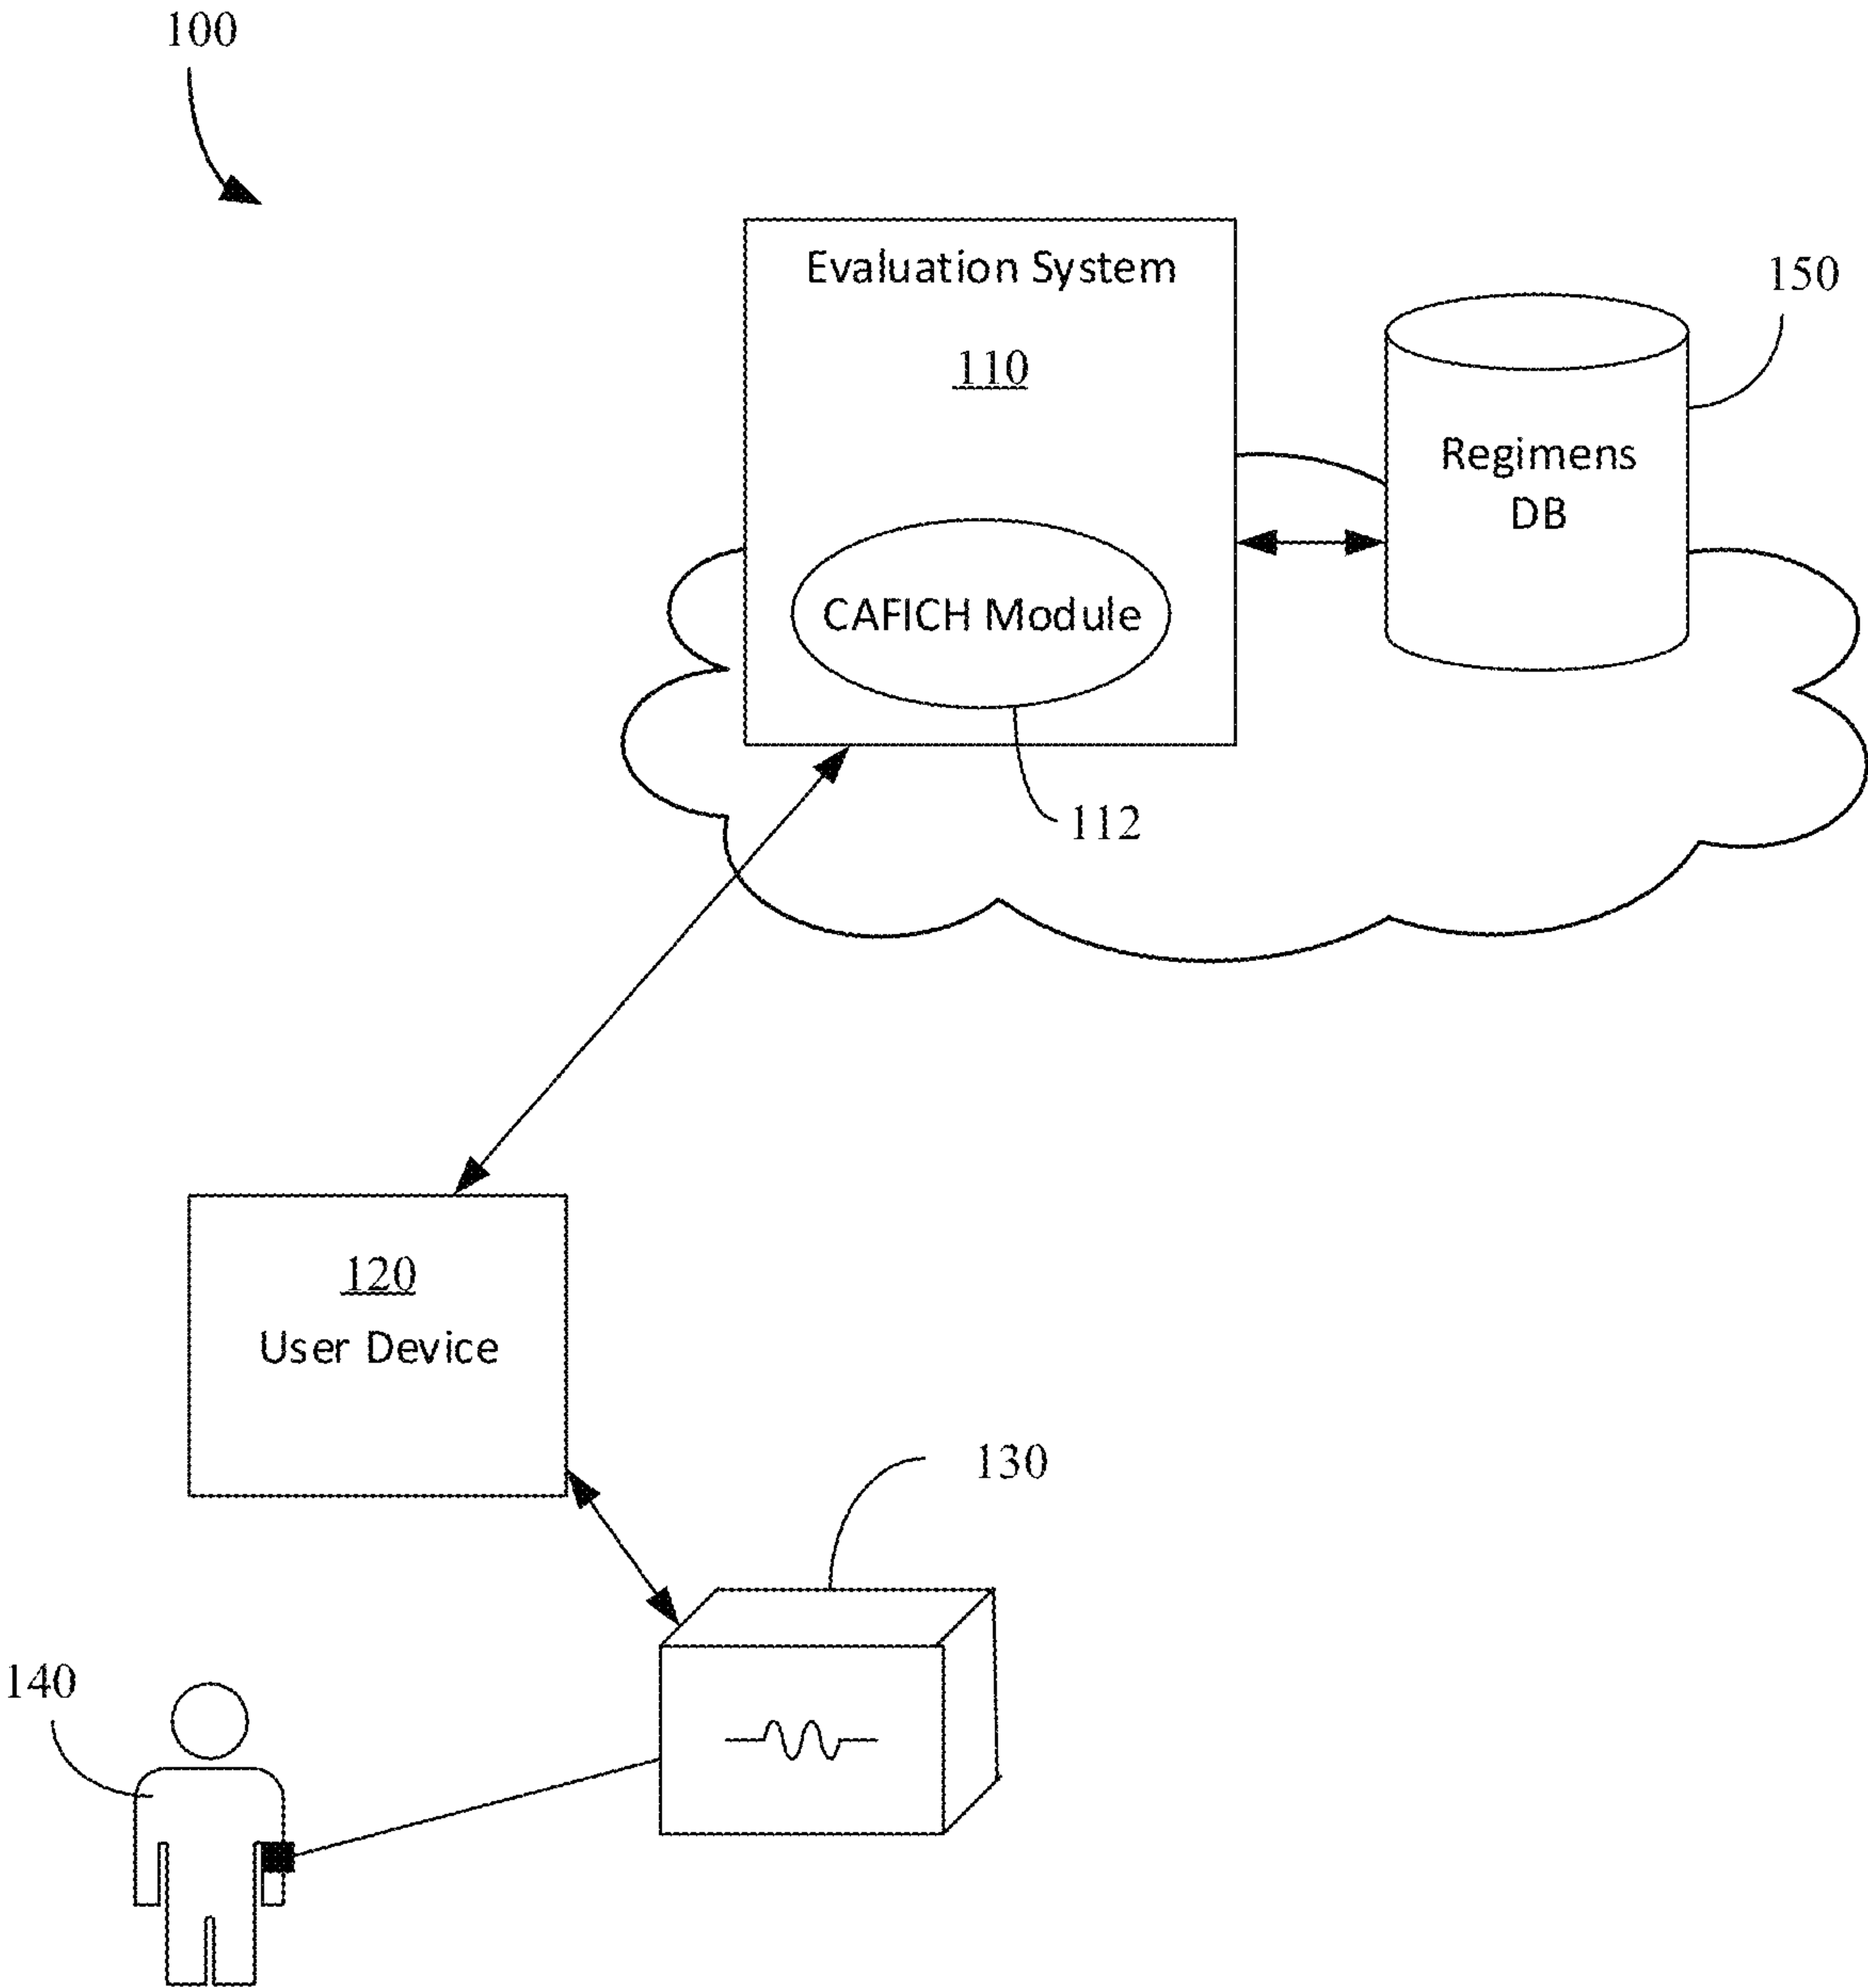 100
Evaluation System
110
150
Regimens
DB
CAFICH Module
112
120
User Device
130
140